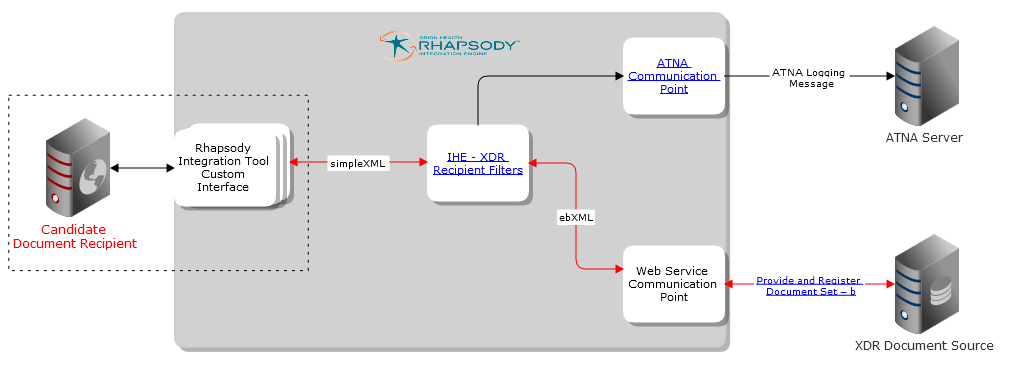 ORION HEALTH
RHAPSODY™
INTEGRATION ENGINE
ATNA
Communication
Point
ATNA Logging
Message
ATNA Server
Rhapsody
Integration Tool
Custom
Interface
simpleXML
IHE - XDR
Recipient Filters
Candidate
Document Recipient
ebXML
Web Service
Communication
Point
Provide and Register
Document Set – b
XDR Document Source